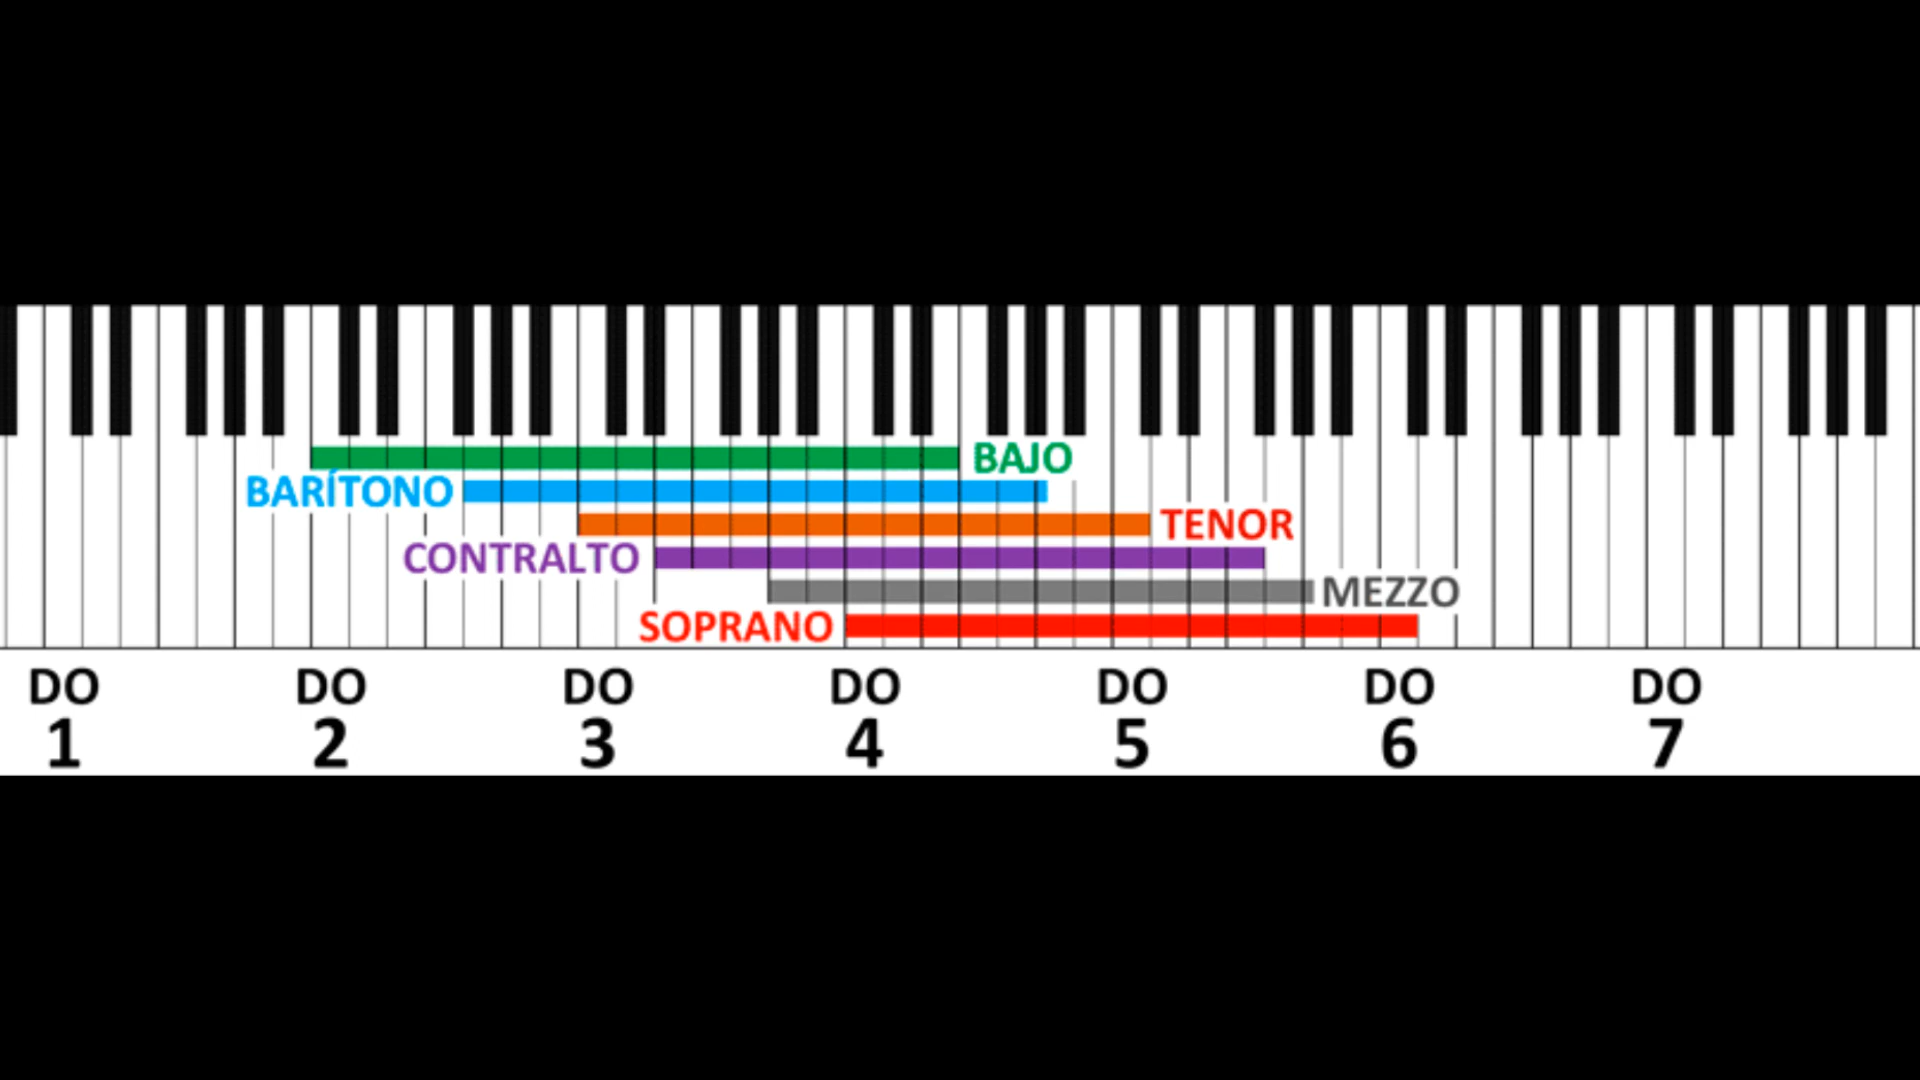 BAJO
BARÍTONO
TENOR
CONTRALTO
MEZZO
SOPRANO
DO DO DO DO DO DO DO
1 2 3 4 5 6 7